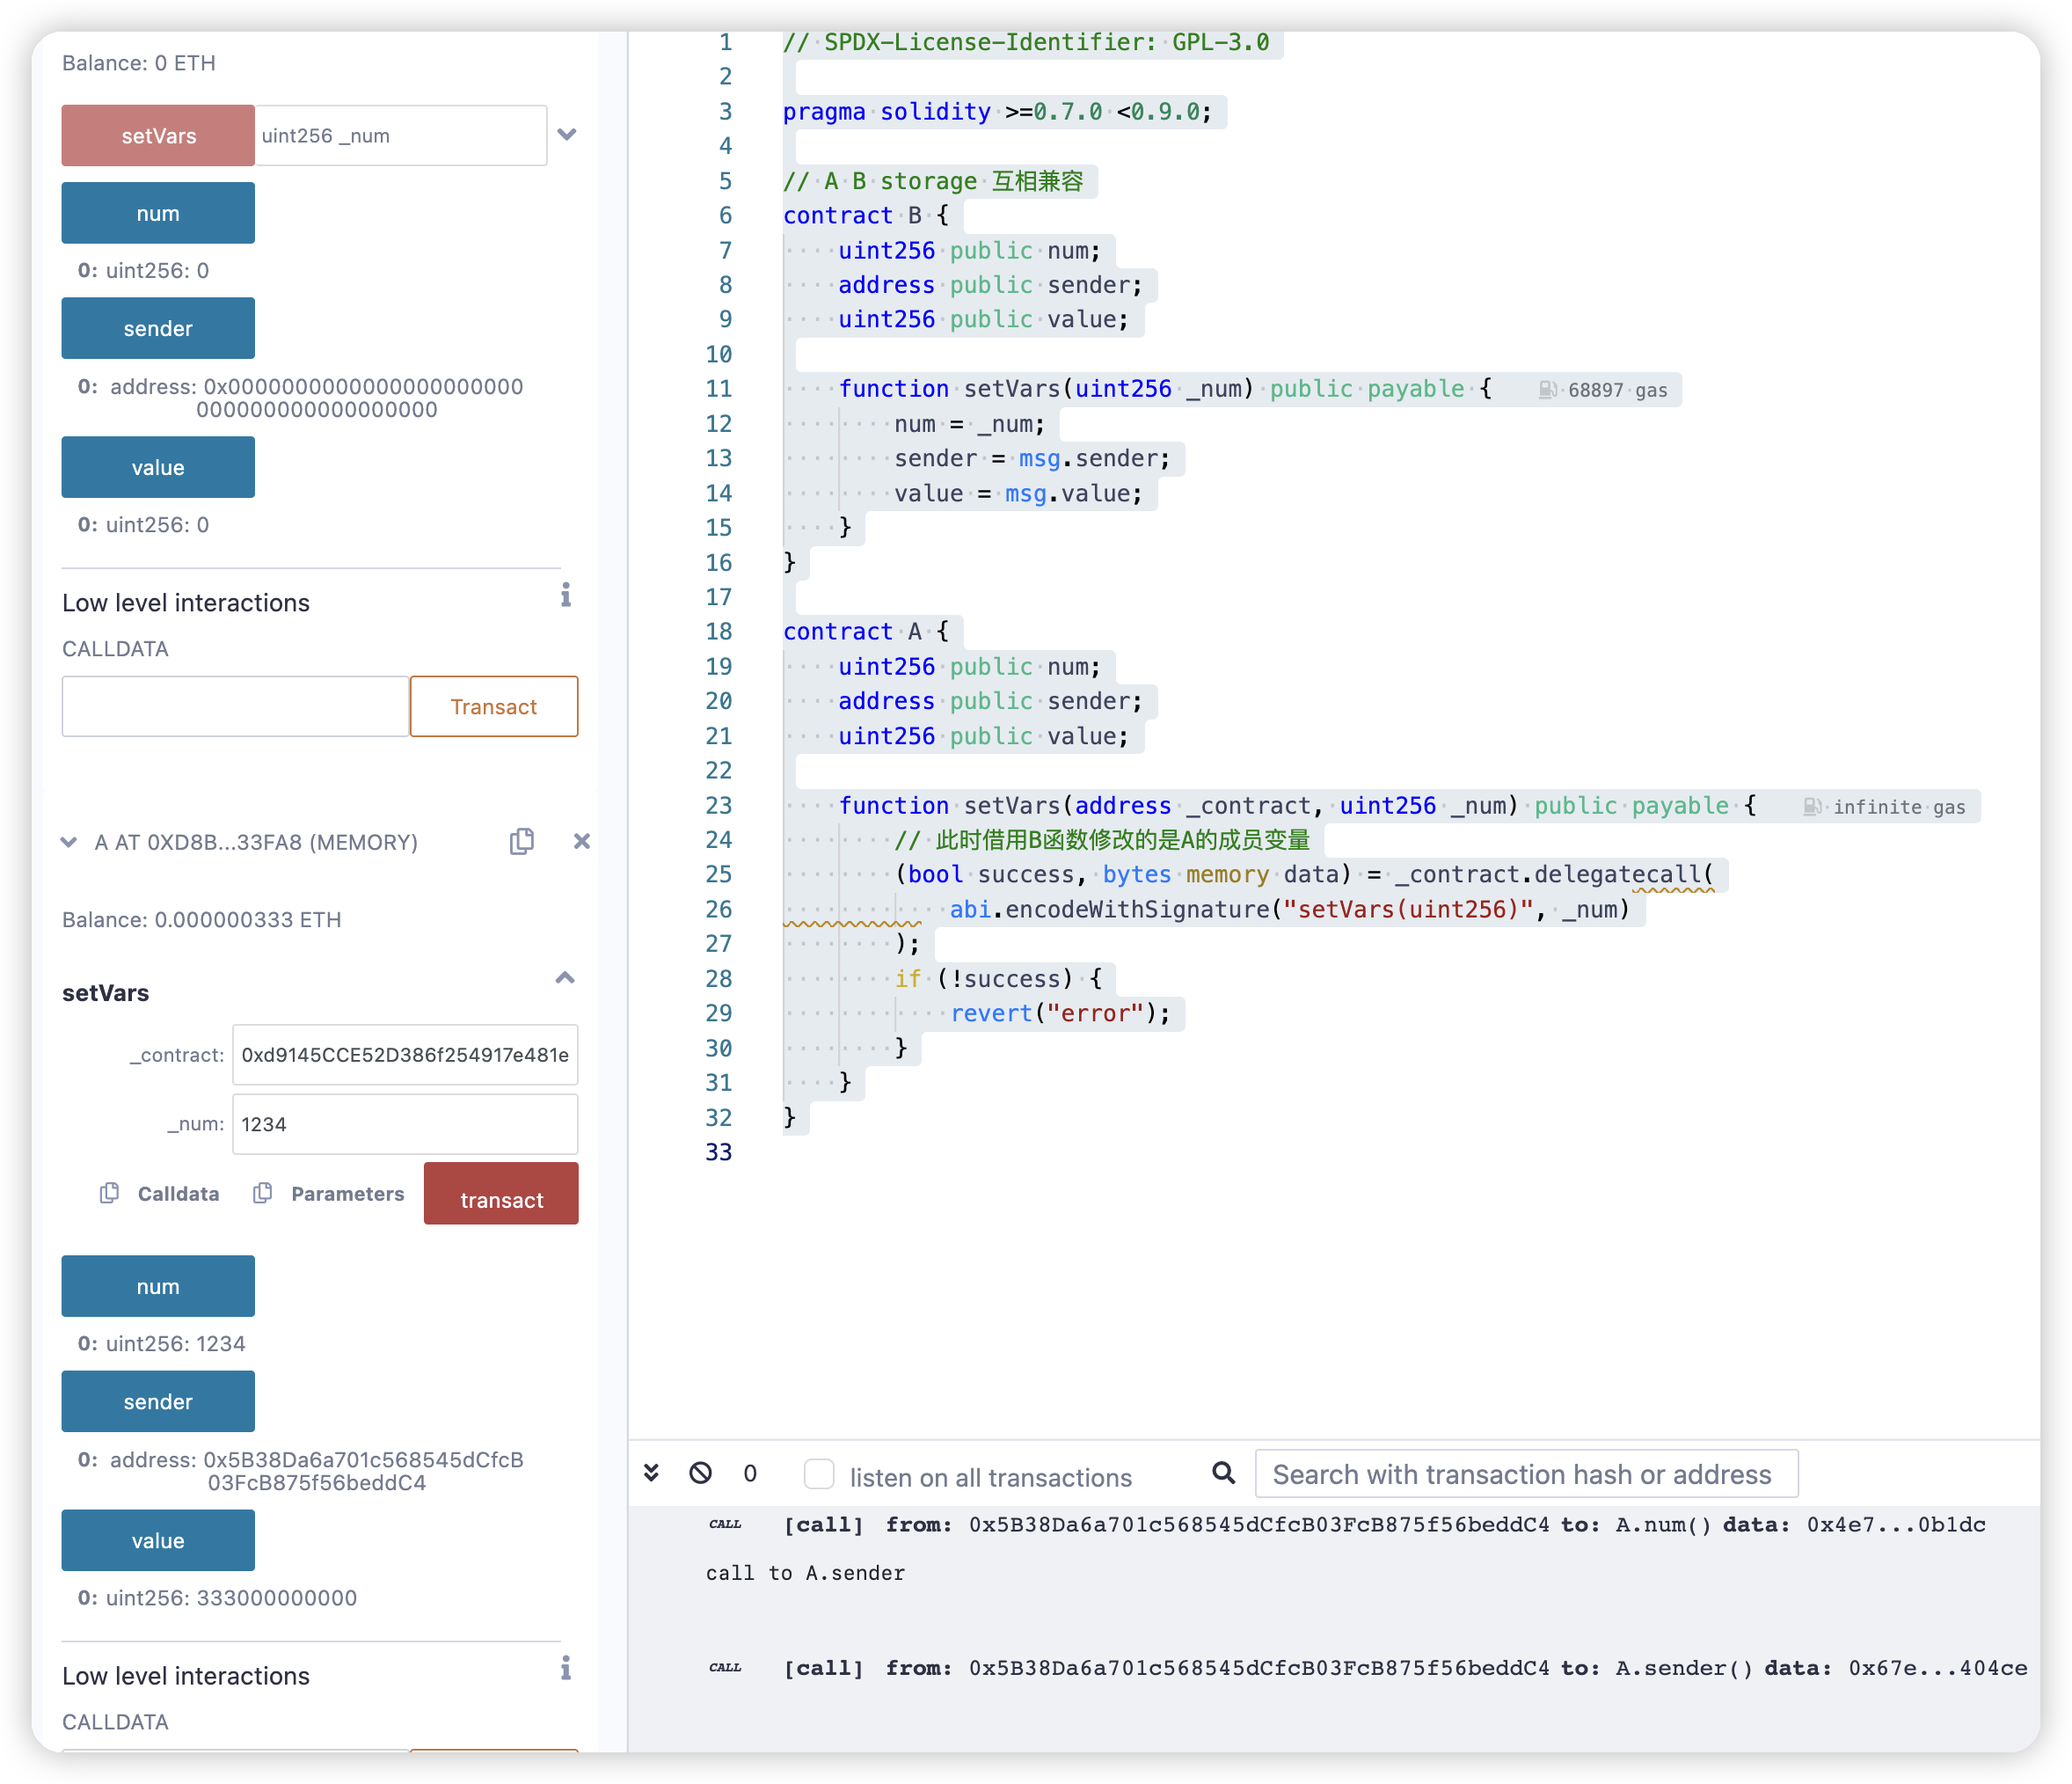 Balance: 0 ETH
setVars
uint256 _num
num
0: uint256: 0
sender
0: address: 0x0000000000000000000000
000000000000000000
value
0: uint256: 0
Low level interactions
i
CALLDATA
Transact
A AT 0XD8B...33FA8 (MEMORY)
Balance: 0.000000333 ETH
setVars
_contract: 0xd9145CCE52D386f254917e481e
_num: 1234
Calldata Parameters transact
num
0: uint256: 1234
sender
0: address: 0x5B38Da6a701c568545dCfcB
03FcB875f56beddC4
value
0: uint256: 333000000000
Low level interactions
i
CALLDATA
1 // SPDX-License-Identifier: GPL-3.0
2
3 pragma solidity >=0.7.0 <0.9.0;
4
5 // A B storage 互相兼容
6 contract B {
7 uint256 public num;
8 address public sender;
9 uint256 public value;
10
11 function setVars(uint256 _num) public payable { 68897 gas
12 num = _num;
13 sender = msg.sender;
14 value = msg.value;
15 }
16 }
17
18 contract A {
19 uint256 public num;
20 address public sender;
21 uint256 public value;
22
23 function setVars(address _contract, uint256 _num) public payable { infinite gas
24 // 此时借用B函数修改的是A的成员变量
25 (bool success, bytes memory data) = _contract.delegatecall(
26 abi.encodeWithSignature("setVars(uint256)", _num)
27 );
28 if (!success) {
29 revert("error");
30 }
31 }
32 }
33
0 listen on all transactions Search with transaction hash or address
CALL [call] from: 0x5B38Da6a701c568545dCfcB03FcB875f56beddC4 to: A.num() data: 0x4e7...0b1dc
call to A.sender
CALL [call] from: 0x5B38Da6a701c568545dCfcB03FcB875f56beddC4 to: A.sender() data: 0x67e...404ce